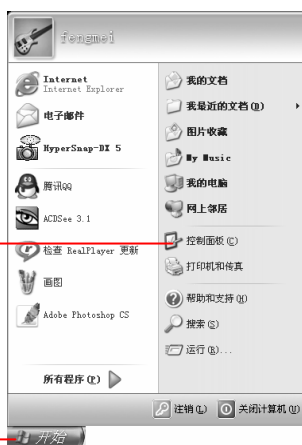 fengmei
Internet
Internet Explorer
电子邮件
HyperSnap-DX 5
腾讯QQ
ACDSee 3.1
检查 RealPlayer 更新
画图
Adobe Photoshop CS
所有程序(P)
我的文档
我最近的文档(D)
图片收藏
My Music
我的电脑
网上邻居
控制面板(C)
打印机和传真
帮助和支持(H)
搜索(S)
运行(R)...
注销(L)
关闭计算机(U)
开始